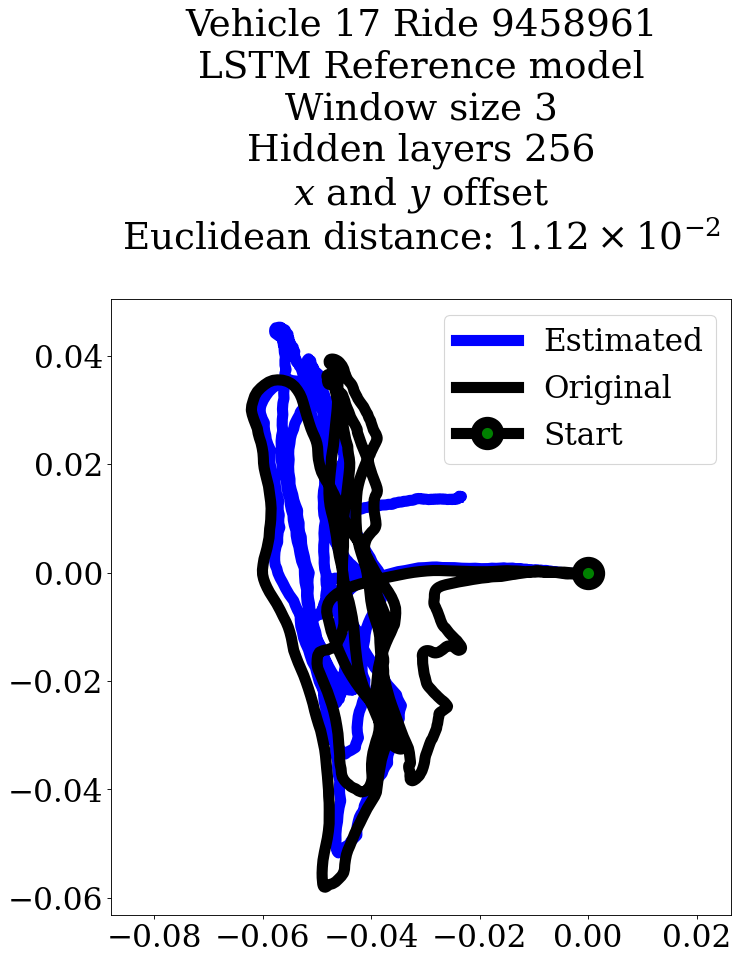 Vehicle 17 Ride 9458961
LSTM Reference model
Window size 3
Hidden layers 256
x and y offset
Euclidean distance: 1.12 × 10⁻²
Estimated
Original
Start
0.04
0.02
0.00
−0.02
−0.04
−0.06
−0.08 −0.06 −0.04 −0.02 0.00 0.02